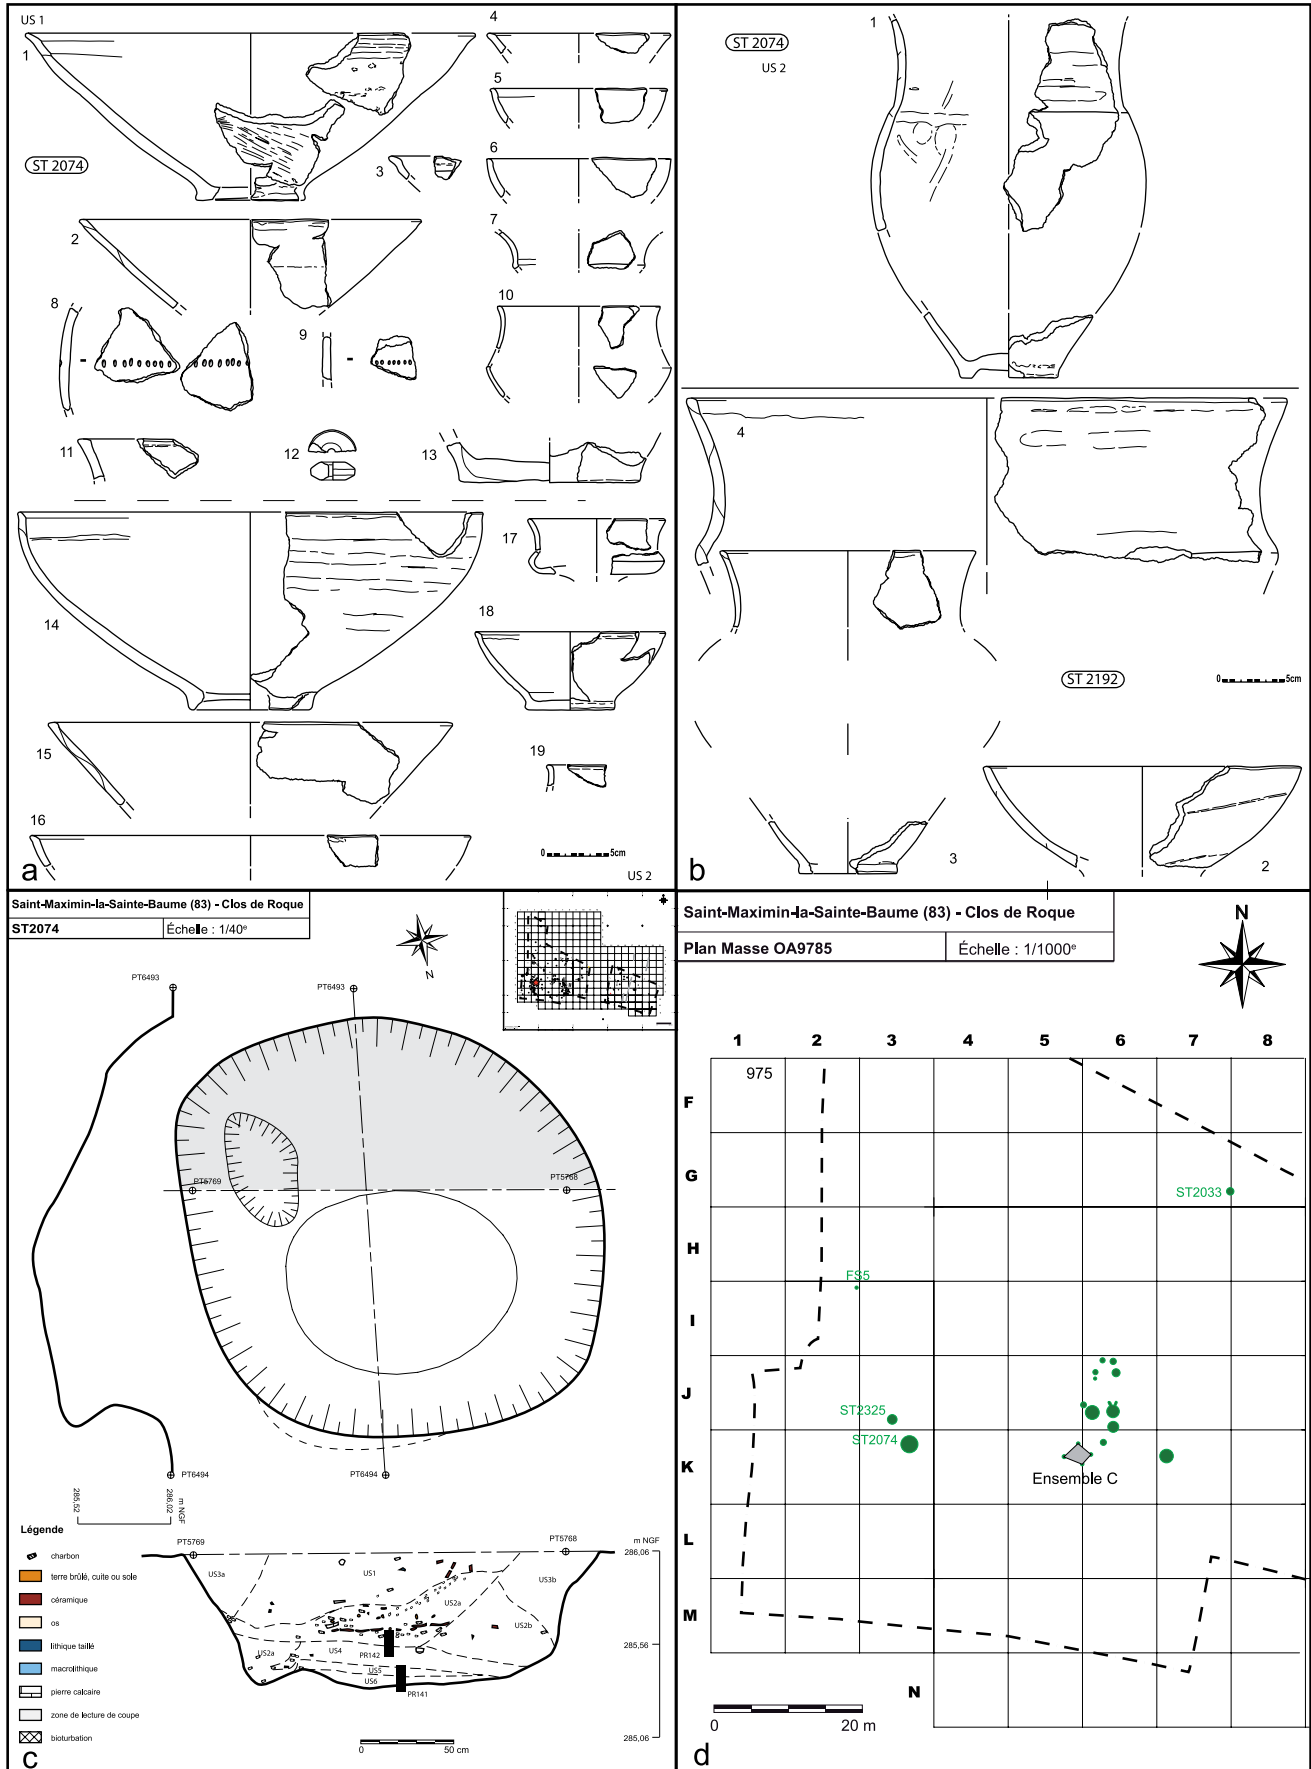 US 1
1
4
5
ST 2074
3
6
2
7
8
9
10
11
12
13
14
17
18
15
19
16
0 5cm
US 2
a
1
ST 2074
US 2
4
ST 2192
0 5cm
3
2
b
Saint-Maximin-la-Sainte-Baume (83) - Clos de Roque
ST2074
Échelle : 1/40e
N
PT6493
PT6493
PT5769
PT5768
PT6494
PT6494
285,52
286,02
m NGF
Légende
charbon
terre brûlé, cuite ou sole
céramique
os
lithique taillé
macrolithique
pierre calcaire
zone de lecture de coupe
bioturbation
PT5769
PT5768
m NGF
286,06
US3a
US1
US3b
US2a
US2b
285,56
US2a
US4
PR142
US5
US6
PR141
285,06
0 50 cm
c
Saint-Maximin-la-Sainte-Baume (83) - Clos de Roque
Plan Masse OA9785
Échelle : 1/1000e
N
1 2 3 4 5 6 7 8
975
F
G
ST2033
H
FS5
I
J
ST2325
ST2074
K
Ensemble C
L
M
N
0 20 m
d